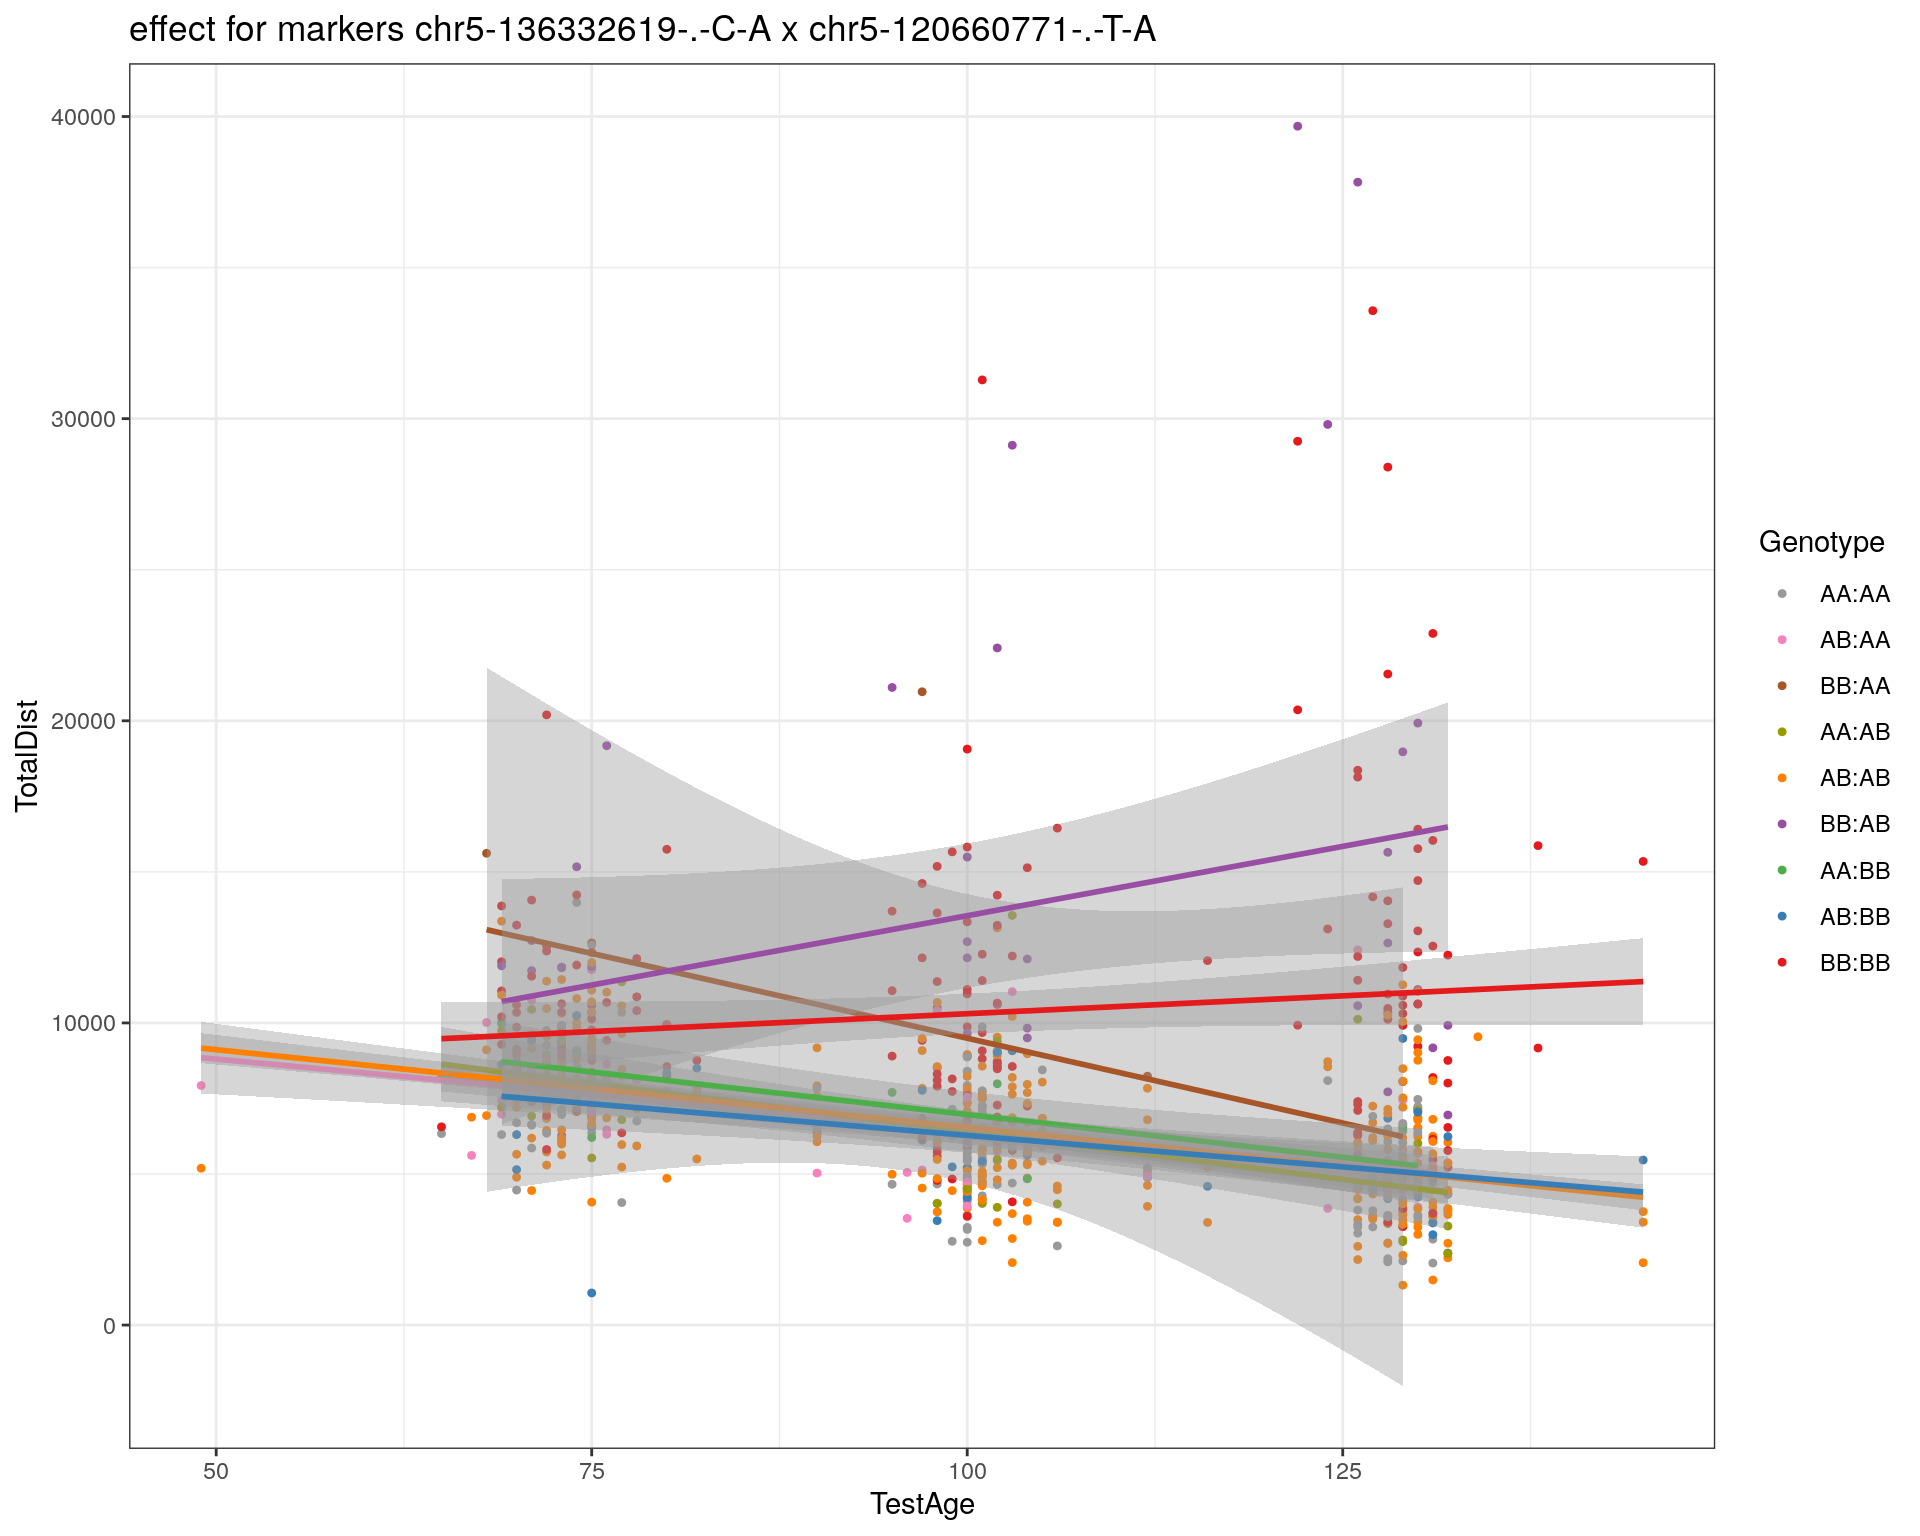 effect for markers chr5-136332619-.-C-A x chr5-120660771-.-T-A
40000
30000
20000
10000
0
TotalDist
50
75
100
125
TestAge
Genotype
AA:AA
AB:AA
BB:AA
AA:AB
AB:AB
BB:AB
AA:BB
AB:BB
BB:BB